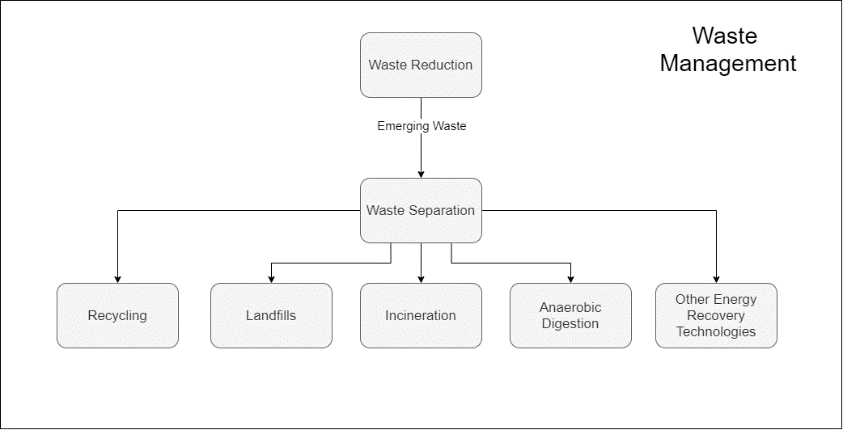 Waste
Management
Waste Reduction
Emerging Waste
Waste Separation
Recycling
Landfills
Incineration
Anaerobic
Digestion
Other Energy
Recovery
Technologies